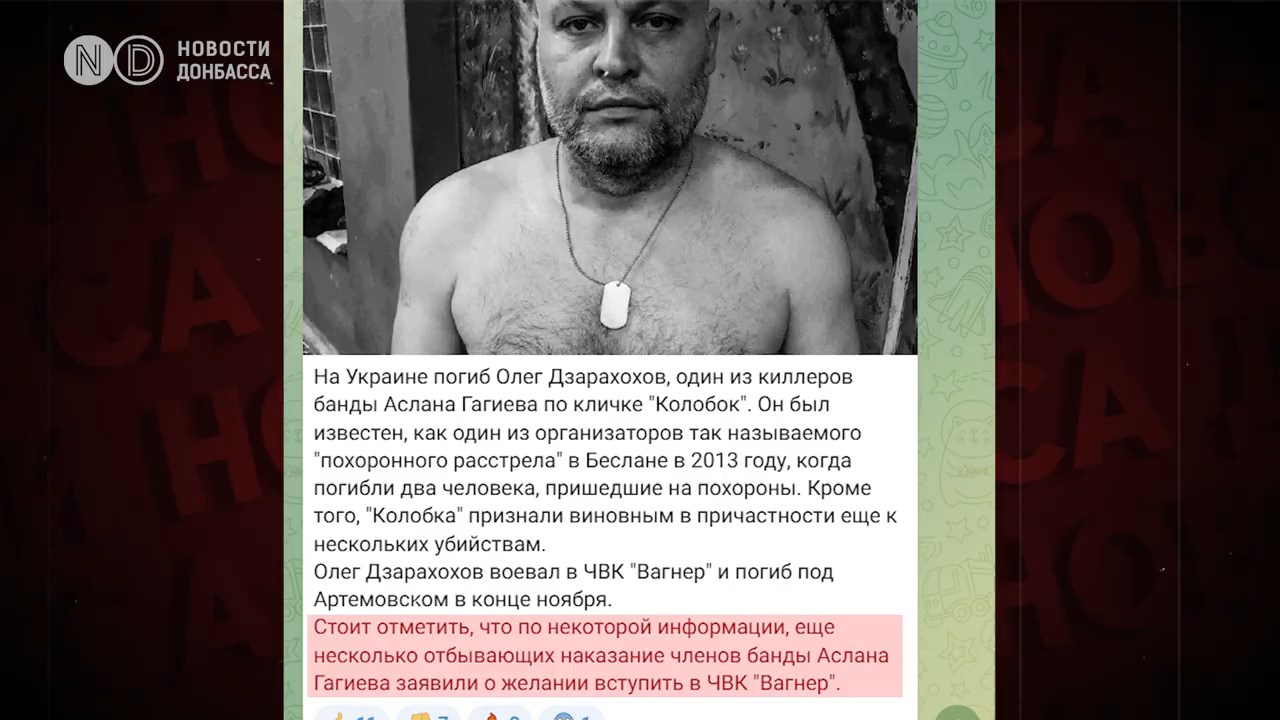 НОВОСТИ
ДОНБАССА
На Украине погиб Олег Дзарахохов, один из киллеров
банды Аслана Гагиева по кличке "Колобок". Он был
известен, как один из организаторов так называемого
"похоронного расстрела" в Беслане в 2013 году, когда
погибли два человека, пришедшие на похороны. Кроме
того, "Колобка" признали виновным в причастности еще к
нескольких убийствам.
Олег Дзарахохов воевал в ЧВК "Вагнер" и погиб под
Артемовском в конце ноября.
Стоит отметить, что по некоторой информации, еще
несколько отбывающих наказание членов банды Аслана
Гагиева заявили о желании вступить в ЧВК "Вагнер".